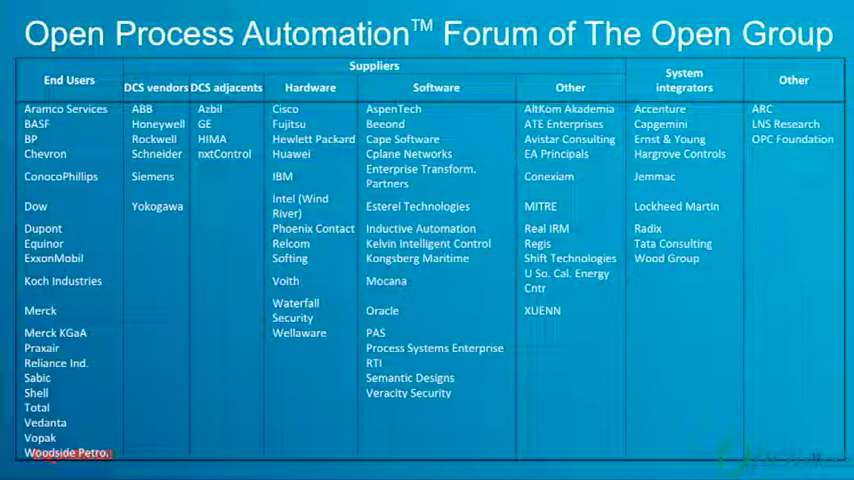 Open Process Automation™ Forum of The Open Group
Suppliers
End Users
System integrators
Other
DCS vendors DCS adjacents Hardware Software Other
Aramco Services ABB Azbil Cisco AspenTech AltKom Akademia Accenture ARC
BASF Honeywell GE Fujitsu Beeond ATE Enterprises Capgemini LNS Research
BP Rockwell HIMA Hewlett Packard Cape Software Avistar Consulting Ernst & Young OPC Foundation
Chevron Schneider nxtControl Huawei Cplane Networks EA Principals Hargrove Controls
ConocoPhillips Siemens IBM Enterprise Transform. Partners Conexiam Jemmac
Dow Yokogawa Intel (Wind River) Esterel Technologies MITRE Lockheed Martin
Dupont Phoenix Contact Inductive Automation Real IRM Radix
Equinor Relcom Kelvin Intelligent Control Regis Tata Consulting
ExxonMobil Softing Kongsberg Maritime Shift Technologies Wood Group
Koch Industries Voith Mocana U So. Cal. Energy Cntr
Merck Waterfall Security Oracle XUENN
Merck KGaA Wellaware PAS
Praxair Process Systems Enterprise
Reliance Ind. RTI
Sabic Semantic Designs
Shell Veracity Security
Total
Vedanta
Vopak
Woodside Petrol